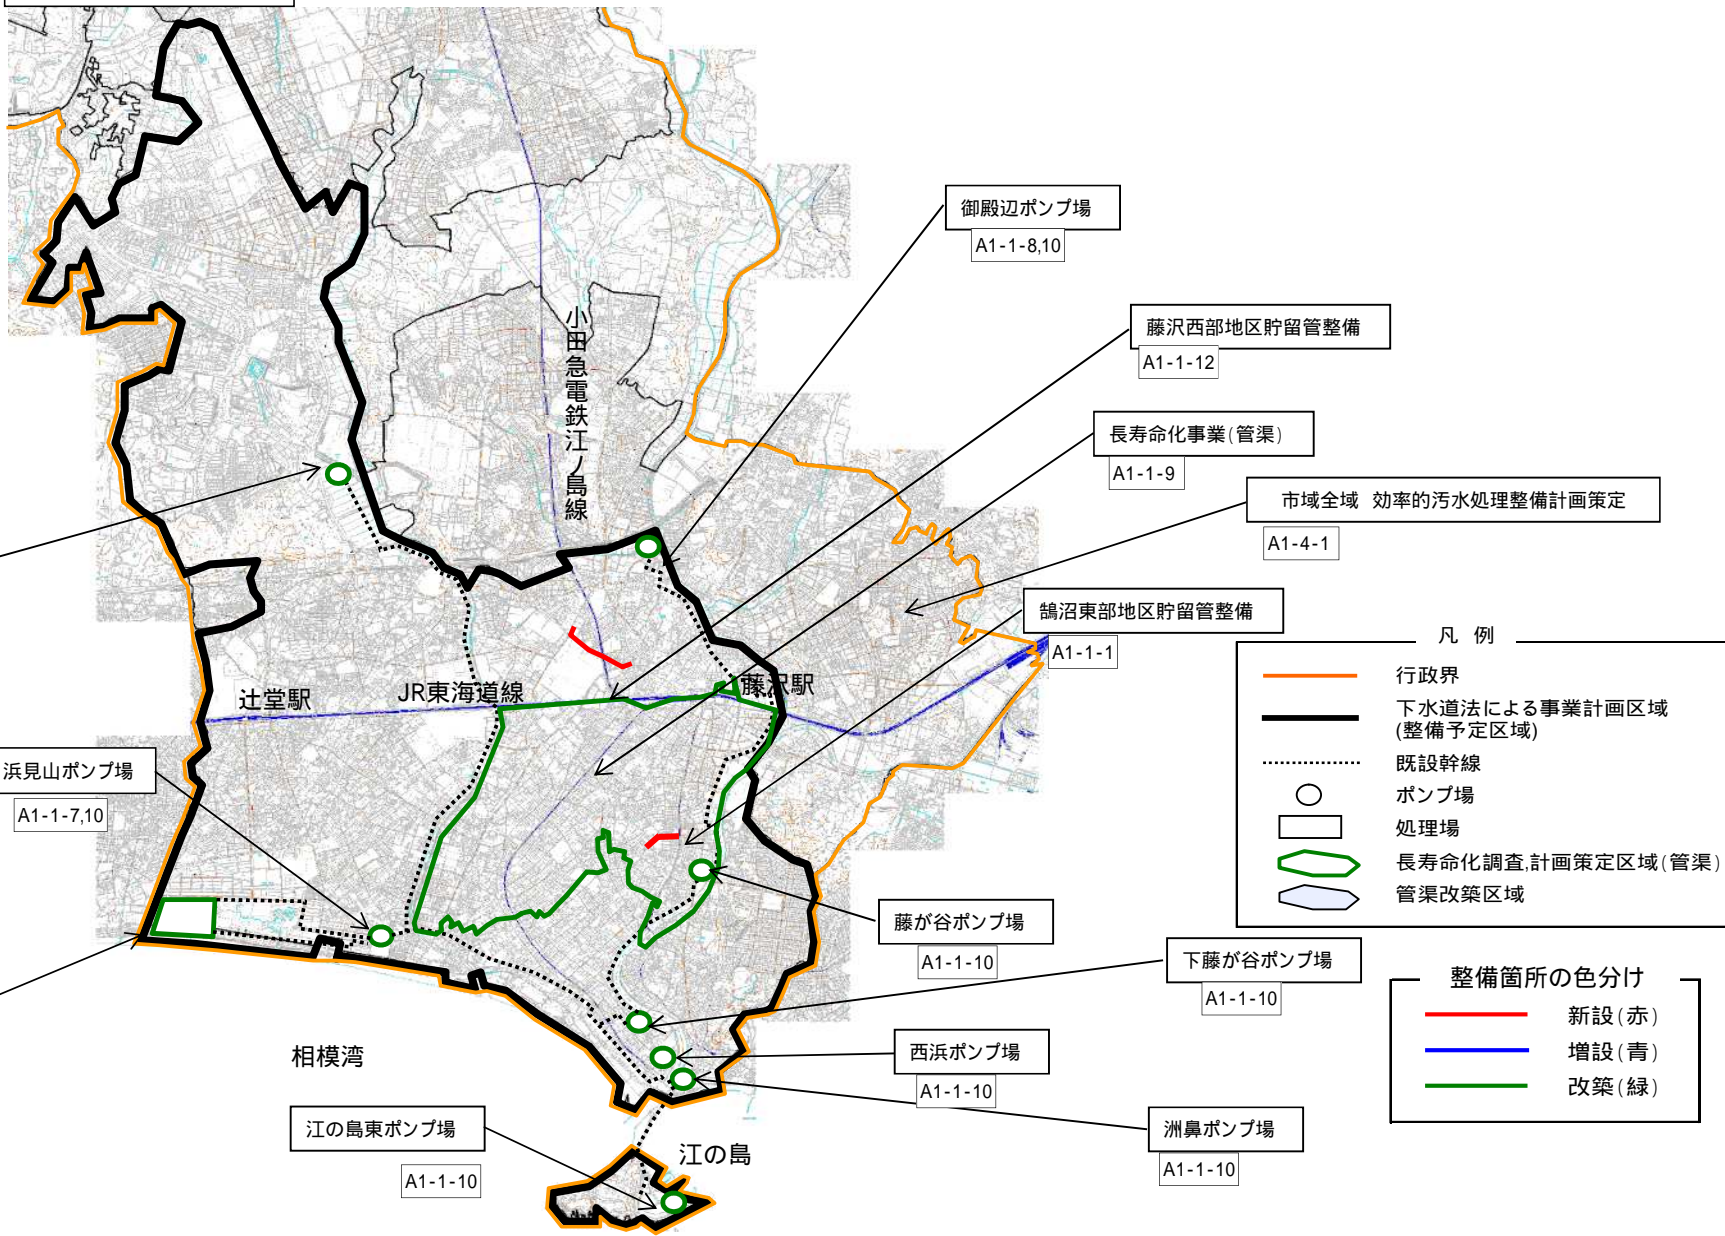 御殿辺ポンプ場
A1-1-8,10
藤沢西部地区貯留管整備
A1-1-12
小田急電鉄江ノ島線
長寿命化事業(管渠)
A1-1-9
市域全域 効率的汚水処理整備計画策定
A1-4-1
鵠沼東部地区貯留管整備
A1-1-1
辻堂駅
JR東海道線
藤沢駅
浜見山ポンプ場
A1-1-7,10
凡 例
行政界
下水道法による事業計画区域
(整備予定区域)
既設幹線
ポンプ場
処理場
長寿命化調査,計画策定区域(管渠)
管渠改築区域
藤が谷ポンプ場
A1-1-10
下藤が谷ポンプ場
A1-1-10
整備箇所の色分け
新設(赤)
増設(青)
改築(緑)
相模湾
西浜ポンプ場
A1-1-10
江の島東ポンプ場
A1-1-10
江の島
洲鼻ポンプ場
A1-1-10